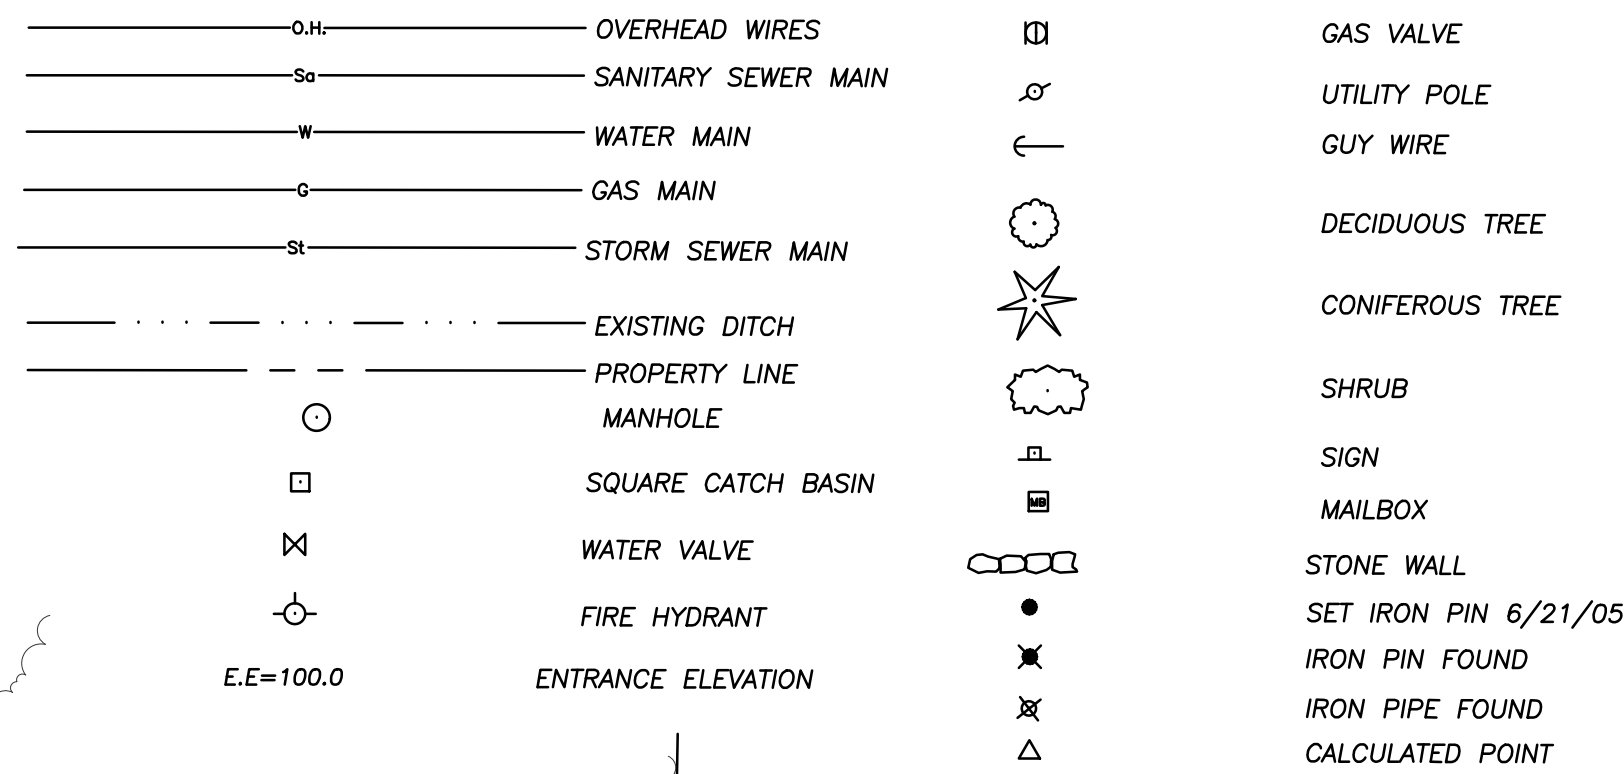 O.H. OVERHEAD WIRES
Sa SANITARY SEWER MAIN
W WATER MAIN
G GAS MAIN
St STORM SEWER MAIN
EXISTING DITCH
PROPERTY LINE
MANHOLE
SQUARE CATCH BASIN
WATER VALVE
FIRE HYDRANT
E.E=100.0 ENTRANCE ELEVATION
GAS VALVE
UTILITY POLE
GUY WIRE
DECIDUOUS TREE
CONIFEROUS TREE
SHRUB
SIGN
MB MAILBOX
STONE WALL
SET IRON PIN 6/21/05
IRON PIN FOUND
IRON PIPE FOUND
CALCULATED POINT